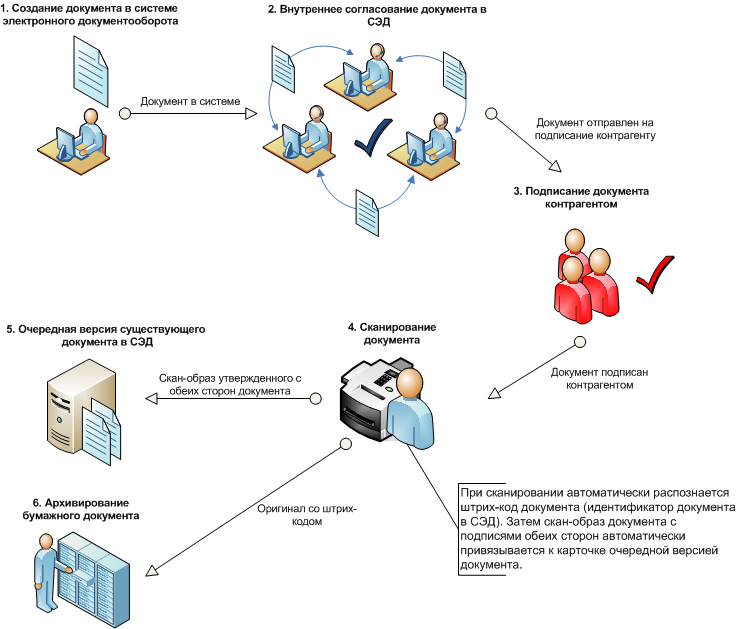 1. Создание документа в системе
электронного документооборота
2. Внутреннее согласование документа в
СЭД
Документ в системе
Документ отправлен на
подписание контрагенту
3. Подписание документа
контрагентом
Документ подписан
контрагентом
4. Сканирование
документа
5. Очередная версия существующего
документа в СЭД
Скан-образ утвержденного с
обеих сторон документа
Оригинал со штрих-
кодом
6. Архивирование
бумажного документа
При сканировании автоматически распознается
штрих-код документа (идентификатор документа
в СЭД). Затем скан-образ документа с
подписями обеих сторон автоматически
привязывается к карточке очередной версией
документа.